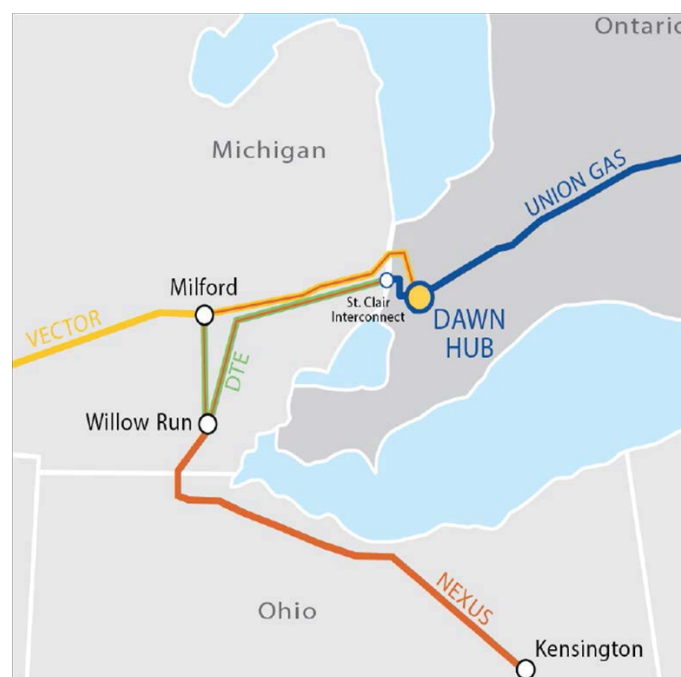 Ontario
Michigan
UNION GAS
Milford
St. Clair
Interconnect
DAWN
HUB
VECTOR
DTE
Willow Run
NEXUS
Ohio
Kensington